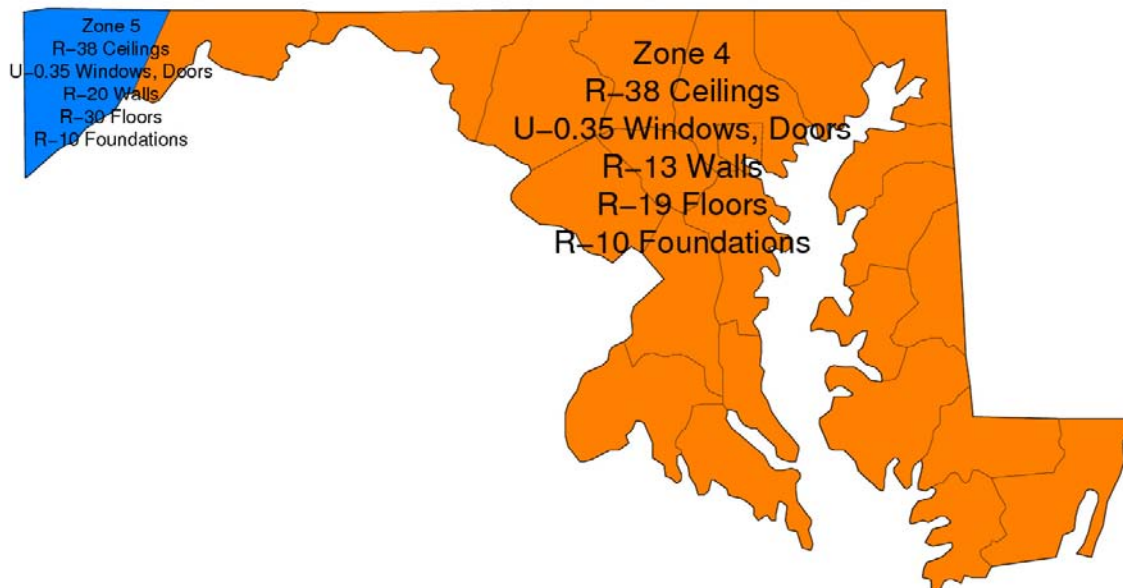 Zone 5
R-38 Ceilings
U-0.35 Windows, Doors
R-20 Walls
R-30 Floors
R-10 Foundations
Zone 4
R-38 Ceilings
U-0.35 Windows, Doors
R-13 Walls
R-19 Floors
R-10 Foundations